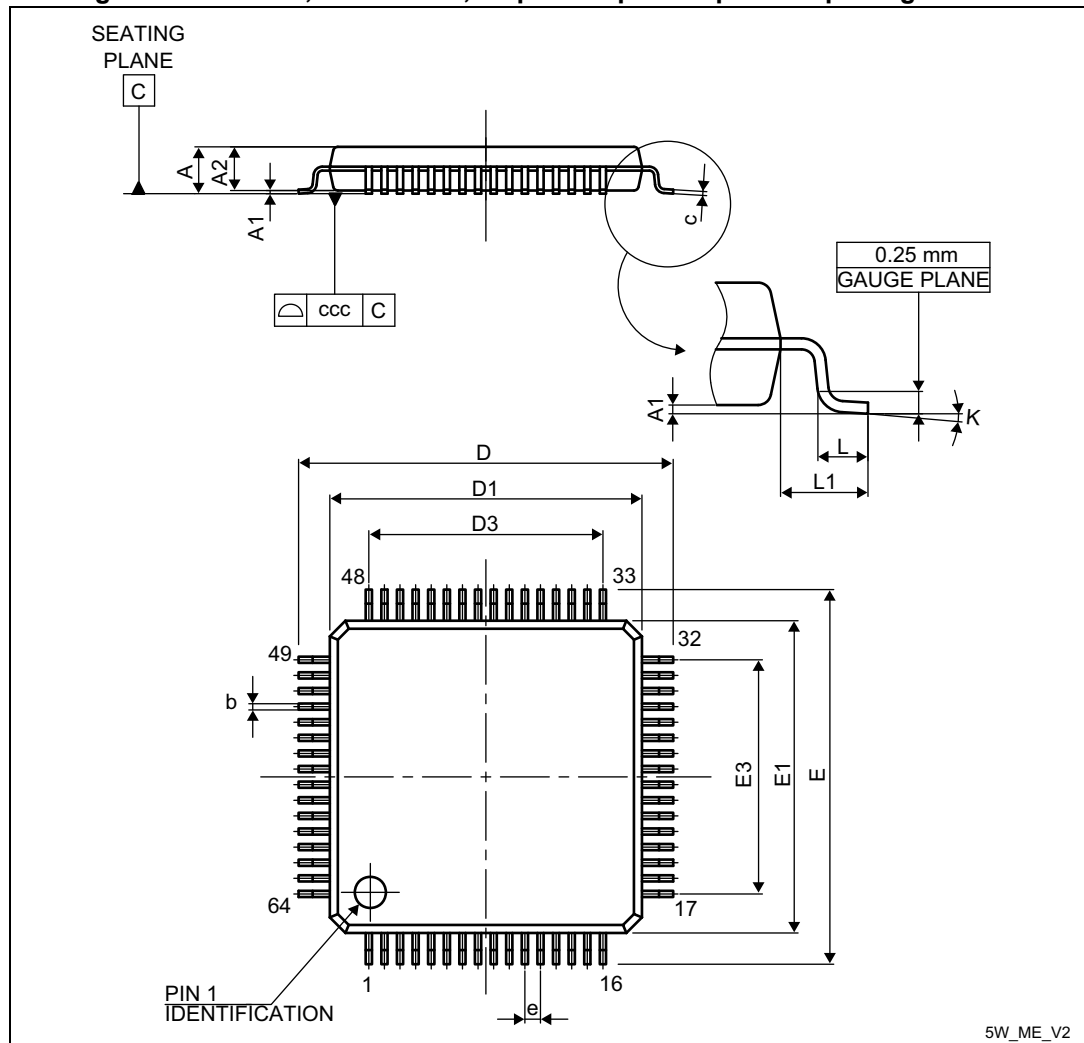 SEATING
PLANE
C
A
A2
A1
c
ccc C
0.25 mm
GAUGE PLANE
A1
K
L
L1
D
D1
D3
48
33
49
32
b
E3
E1
E
64
17
PIN 1
IDENTIFICATION
1
16
e
5W_ME_V2